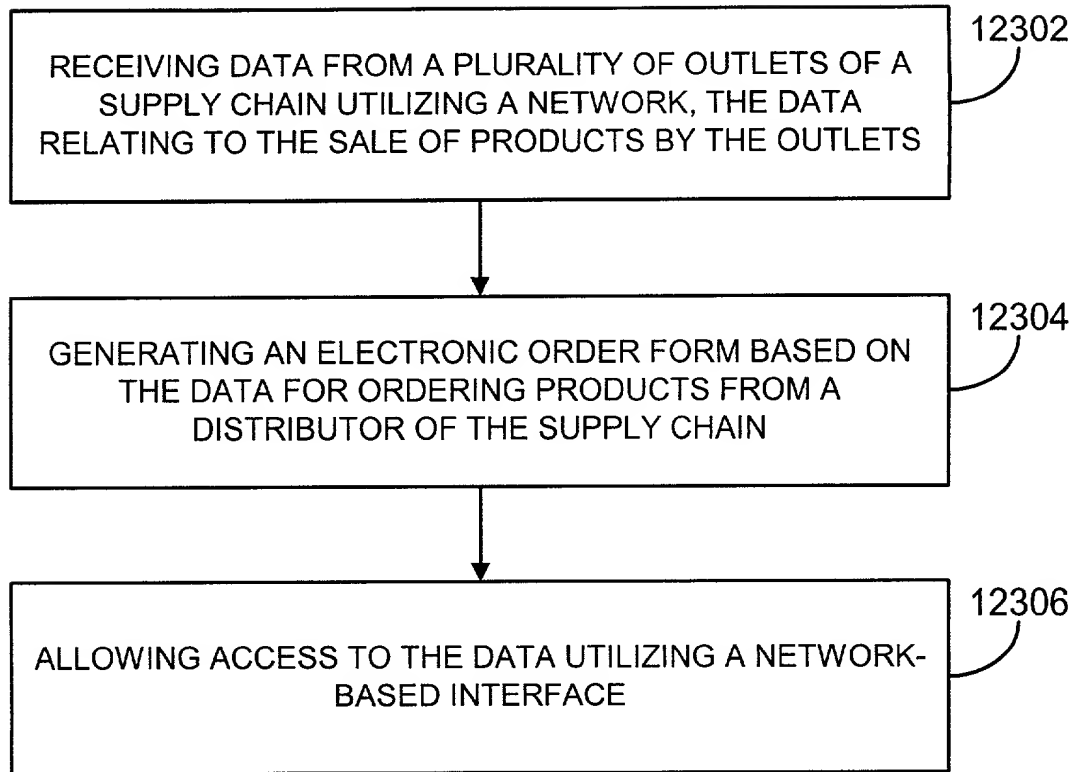 12302
RECEIVING DATA FROM A PLURALITY OF OUTLETS OF A
SUPPLY CHAIN UTILIZING A NETWORK, THE DATA
RELATING TO THE SALE OF PRODUCTS BY THE OUTLETS
12304
GENERATING AN ELECTRONIC ORDER FORM BASED ON
THE DATA FOR ORDERING PRODUCTS FROM A
DISTRIBUTOR OF THE SUPPLY CHAIN
12306
ALLOWING ACCESS TO THE DATA UTILIZING A NETWORK-
BASED INTERFACE